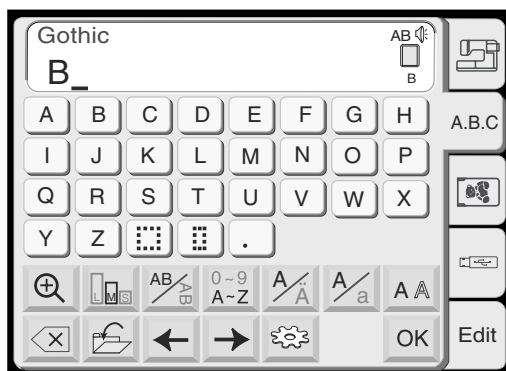 Gothic
AB
B_
B
A B C D E F G H
A.B.C
I J K L M N O P
Q R S T U V W X
Y Z .
L M S AB AB 0~9 A~Z A Ä A a A A
OK
Edit